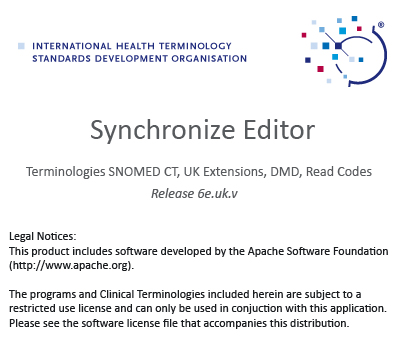 INTERNATIONAL HEALTH TERMINOLOGY
STANDARDS DEVELOPMENT ORGANISATION
®
Synchronize Editor
Terminologies SNOMED CT, UK Extensions, DMD, Read Codes
Release 6e.uk.v
Legal Notices:
This product includes software developed by the Apache Software Foundation
(http://www.apache.org).
The programs and Clinical Terminologies included herein are subject to a
restricted use license and can only be used in conjuction with this application.
Please see the software license file that accompanies this distribution.